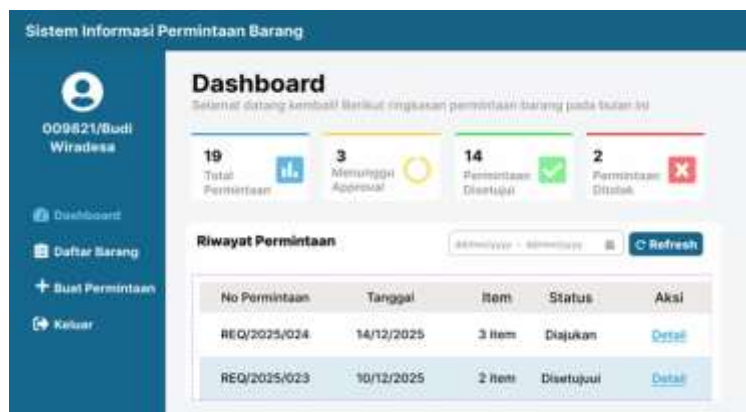 Sistem Informasi Permintaan Barang
009821/Budi
Wiradesa
Dashboard
Daftar Barang
Buat Permintaan
Keluar
Dashboard
Selamat datang kembali! Berikut ringkasan permintaan barang pada bulan ini
19
Total
Permintaan
3
Menunggu
Approval
14
Permintaan
Disetujui
2
Permintaan
Ditolak
Riwayat Permintaan
Refresh
No Permintaan Tanggal Item Status Aksi
REQ/2025/024 14/12/2025 3 Item Diajukan Detail
REQ/2025/023 10/12/2025 2 Item Disetujuui Detail